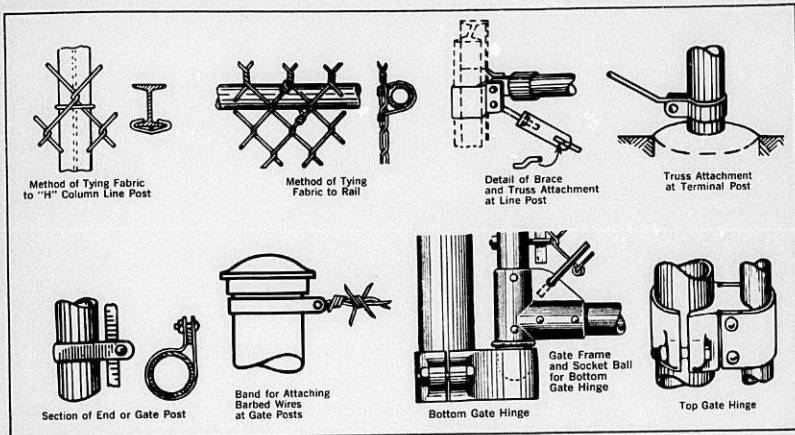 Method of Tying Fabric
to "H" Column Line Post
Method of Tying
Fabric to Rail
Detail of Brace
and Truss Attachment
at Line Post
Truss Attachment
at Terminal Post
Section of End or Gate Post
Band for Attaching
Barbed Wires
at Gate Posts
Bottom Gate Hinge
Gate Frame
and Socket Ball
for Bottom
Gate Hinge
Top Gate Hinge